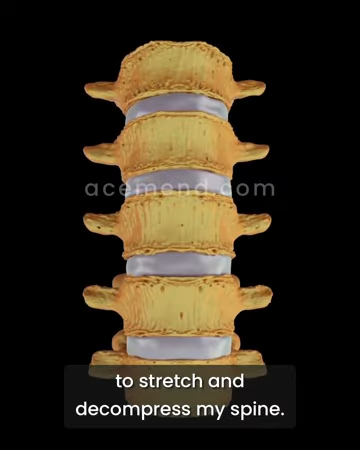 acemend.com
to stretch and
decompress my spine.